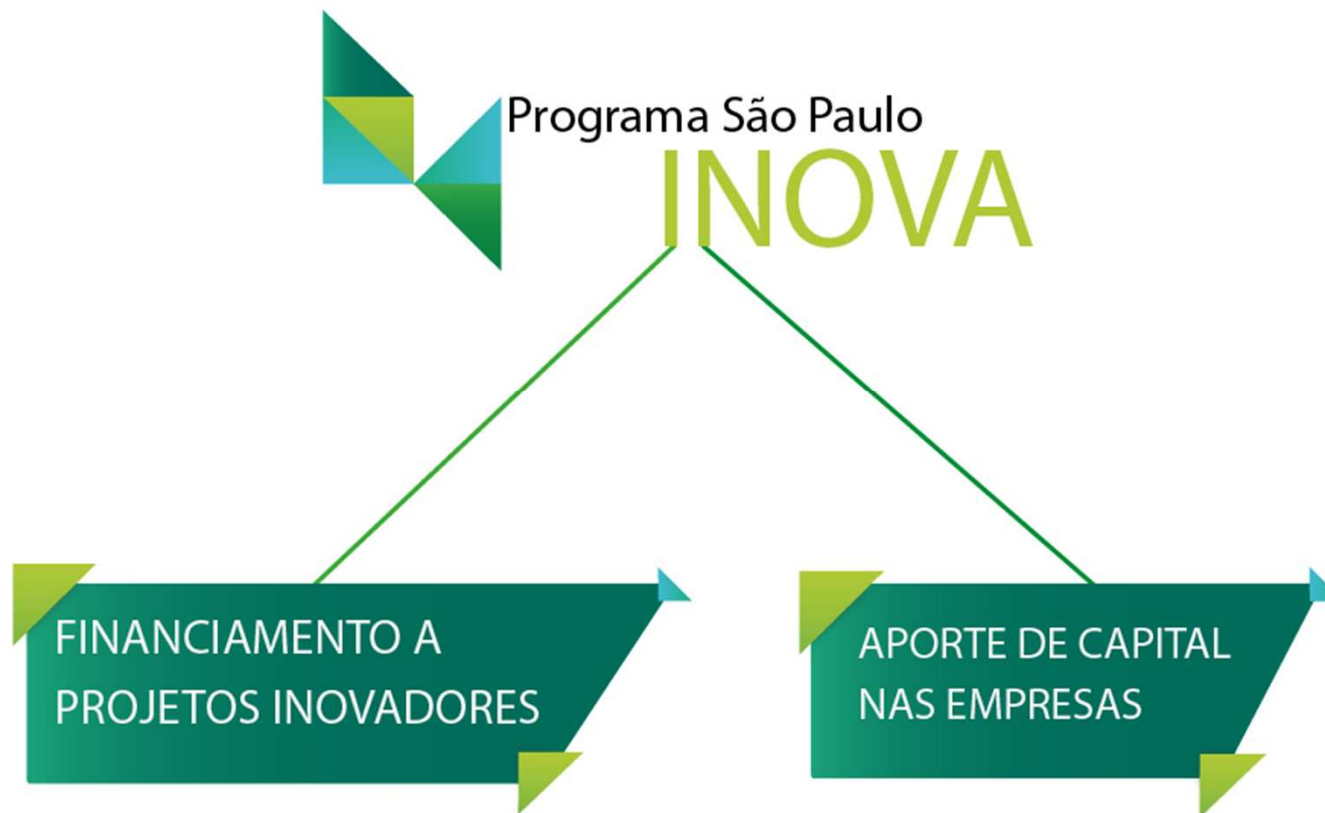 Programa São Paulo
INOVA
FINANCIAMENTO A
PROJETOS INOVADORES
APORTE DE CAPITAL
NAS EMPRESAS